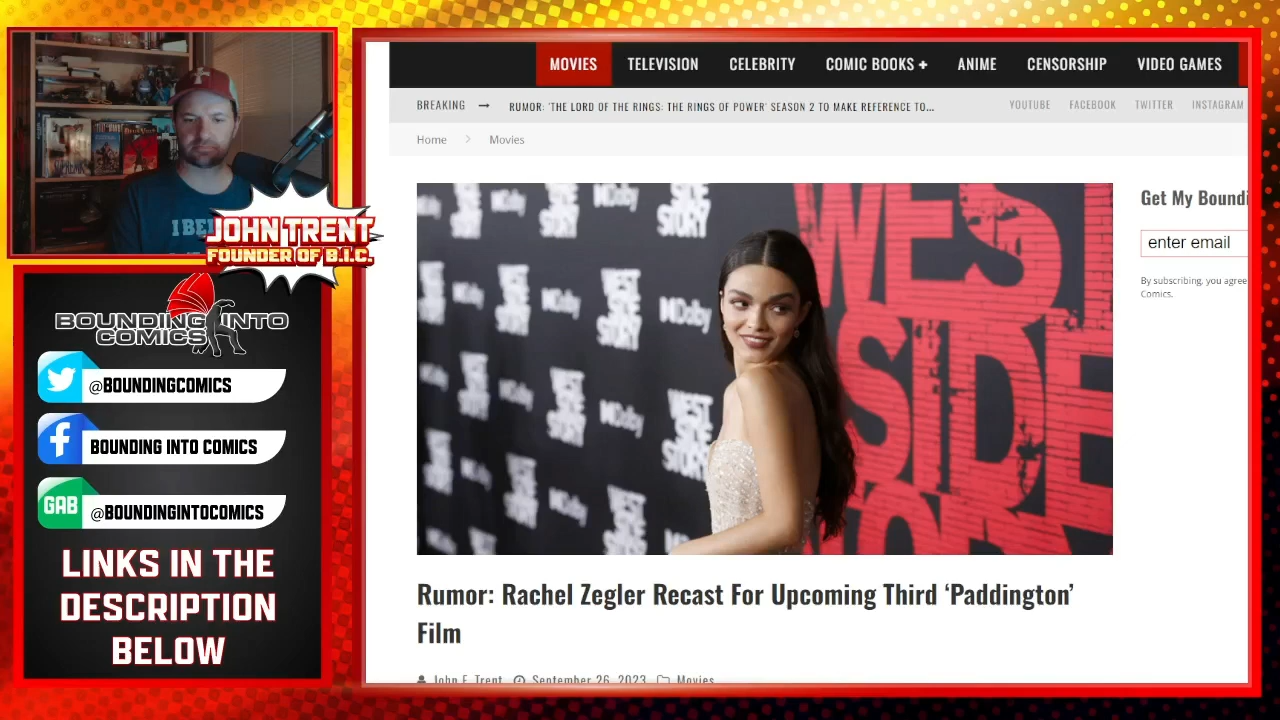 MOVIES
TELEVISION
CELEBRITY
COMIC BOOKS +
ANIME
CENSORSHIP
VIDEO GAMES
BREAKING → RUMOR: 'THE LORD OF THE RINGS: THE RINGS OF POWER' SEASON 2 TO MAKE REFERENCE TO...
YOUTUBE
FACEBOOK
TWITTER
INSTAGRAM
Home > Movies
WEST SIDE STORY
Dolby
WEST
SIDE
Get My Boundi
enter email
By subscribing, you agree
Comics.
Rumor: Rachel Zegler Recast For Upcoming Third ‘Paddington’
Film
John F. Trent
September 26, 2023
Movies
JOHN TRENT
FOUNDER OF B.I.C.
BOUNDING INTO
COMICS
@BOUNDINGCOMICS
BOUNDING INTO COMICS
GAB
@BOUNDINGINTOCOMICS
LINKS IN THE
DESCRIPTION
BELOW